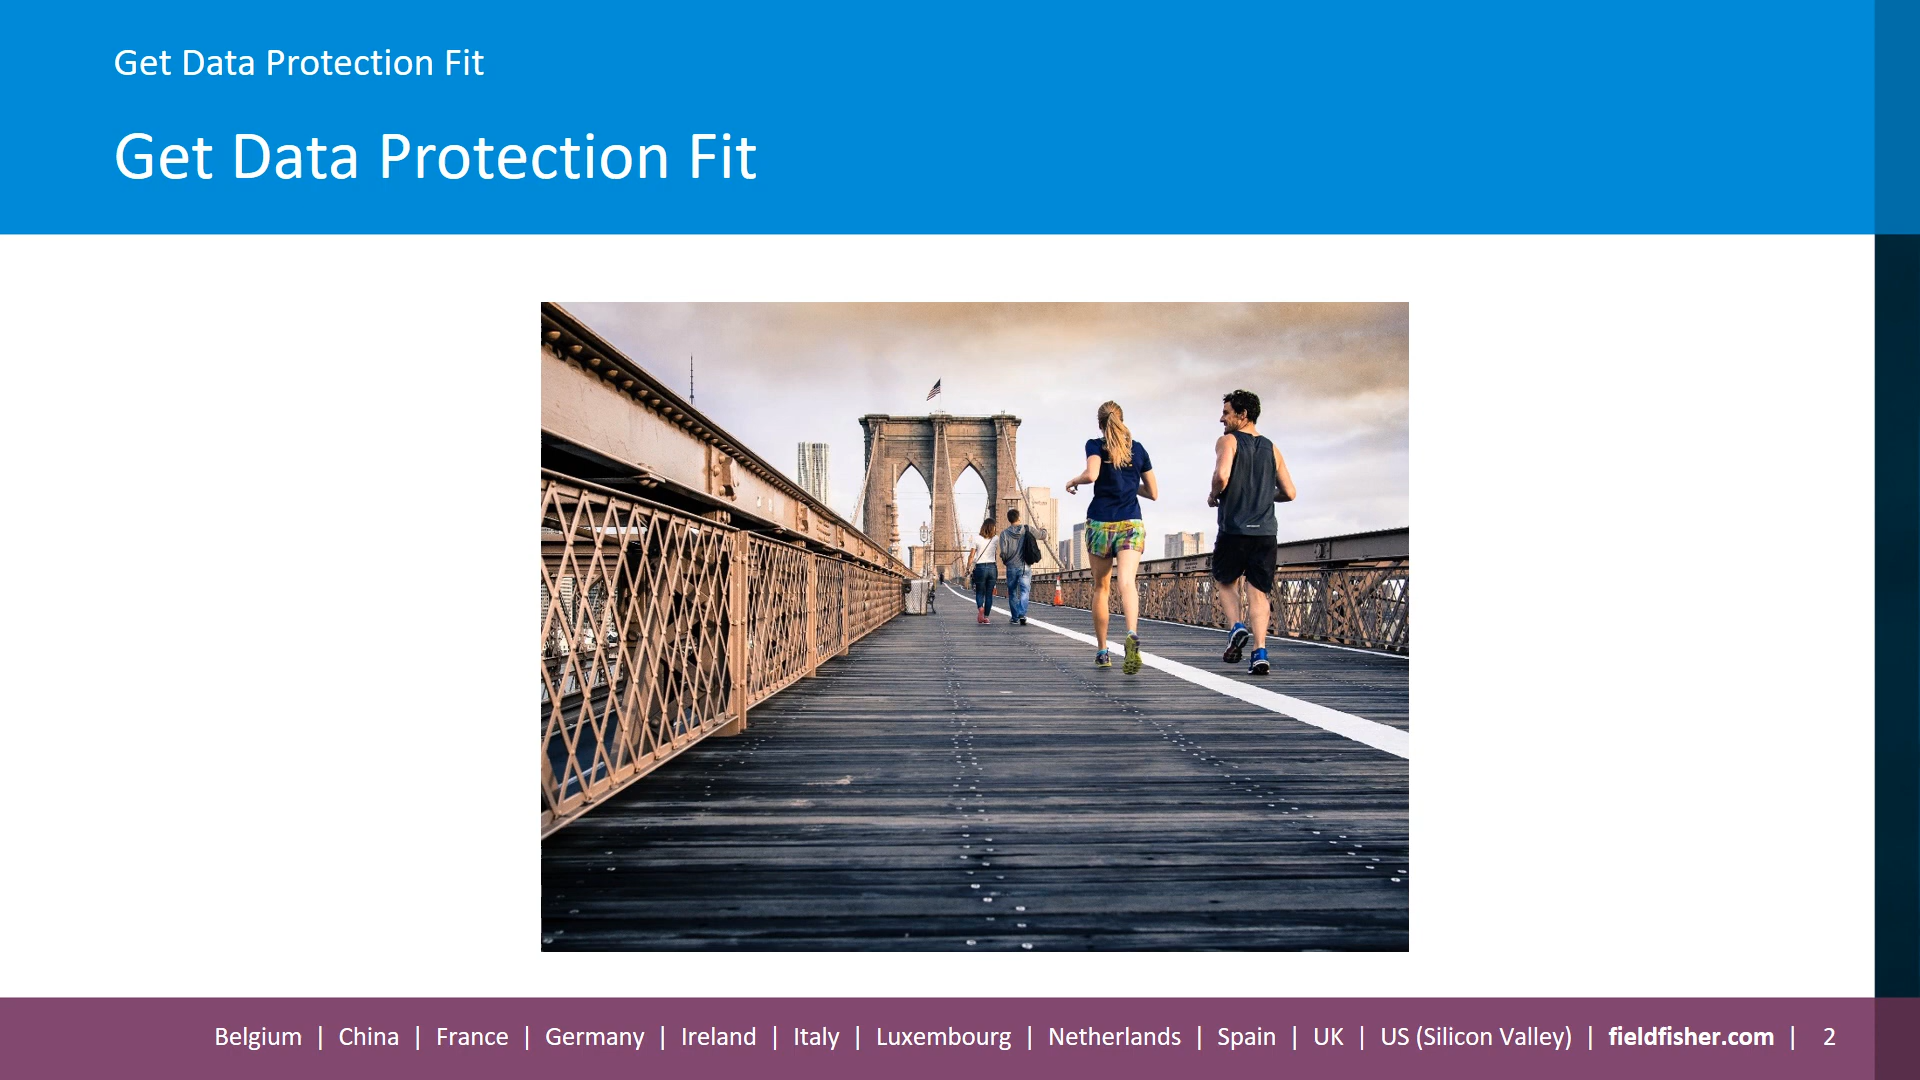 Get Data Protection Fit
Get Data Protection Fit
Belgium | China | France | Germany | Ireland | Italy | Luxembourg | Netherlands | Spain | UK | US (Silicon Valley) | fieldfisher.com | 2